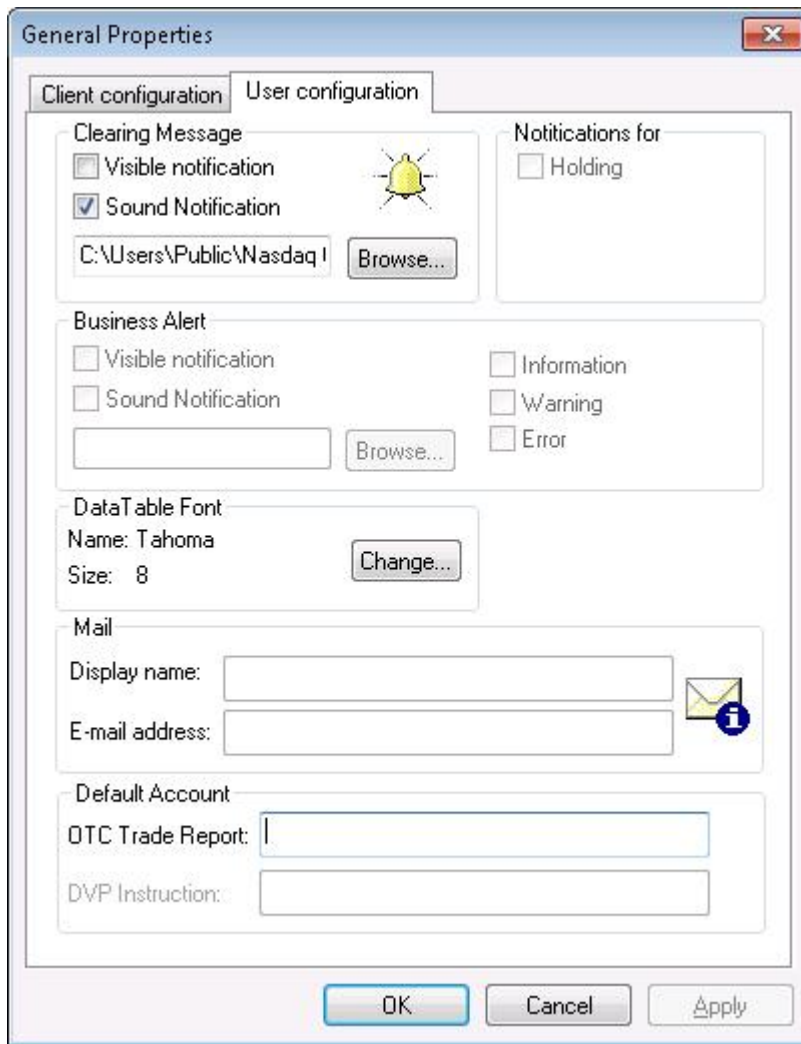 General Properties
Client configuration
User configuration
Clearing Message
Visible notification
Sound Notification
C:\Users\Public\Nasdaq
Browse...
Notitications for
Holding
Business Alert
Visible notification
Sound Notification
Browse...
Information
Warning
Error
DataTable Font
Name: Tahoma
Size: 8
Change...
Mail
Display name:
E-mail address:
Default Account
OTC Trade Report:
DVP Instruction:
OK
Cancel
Apply